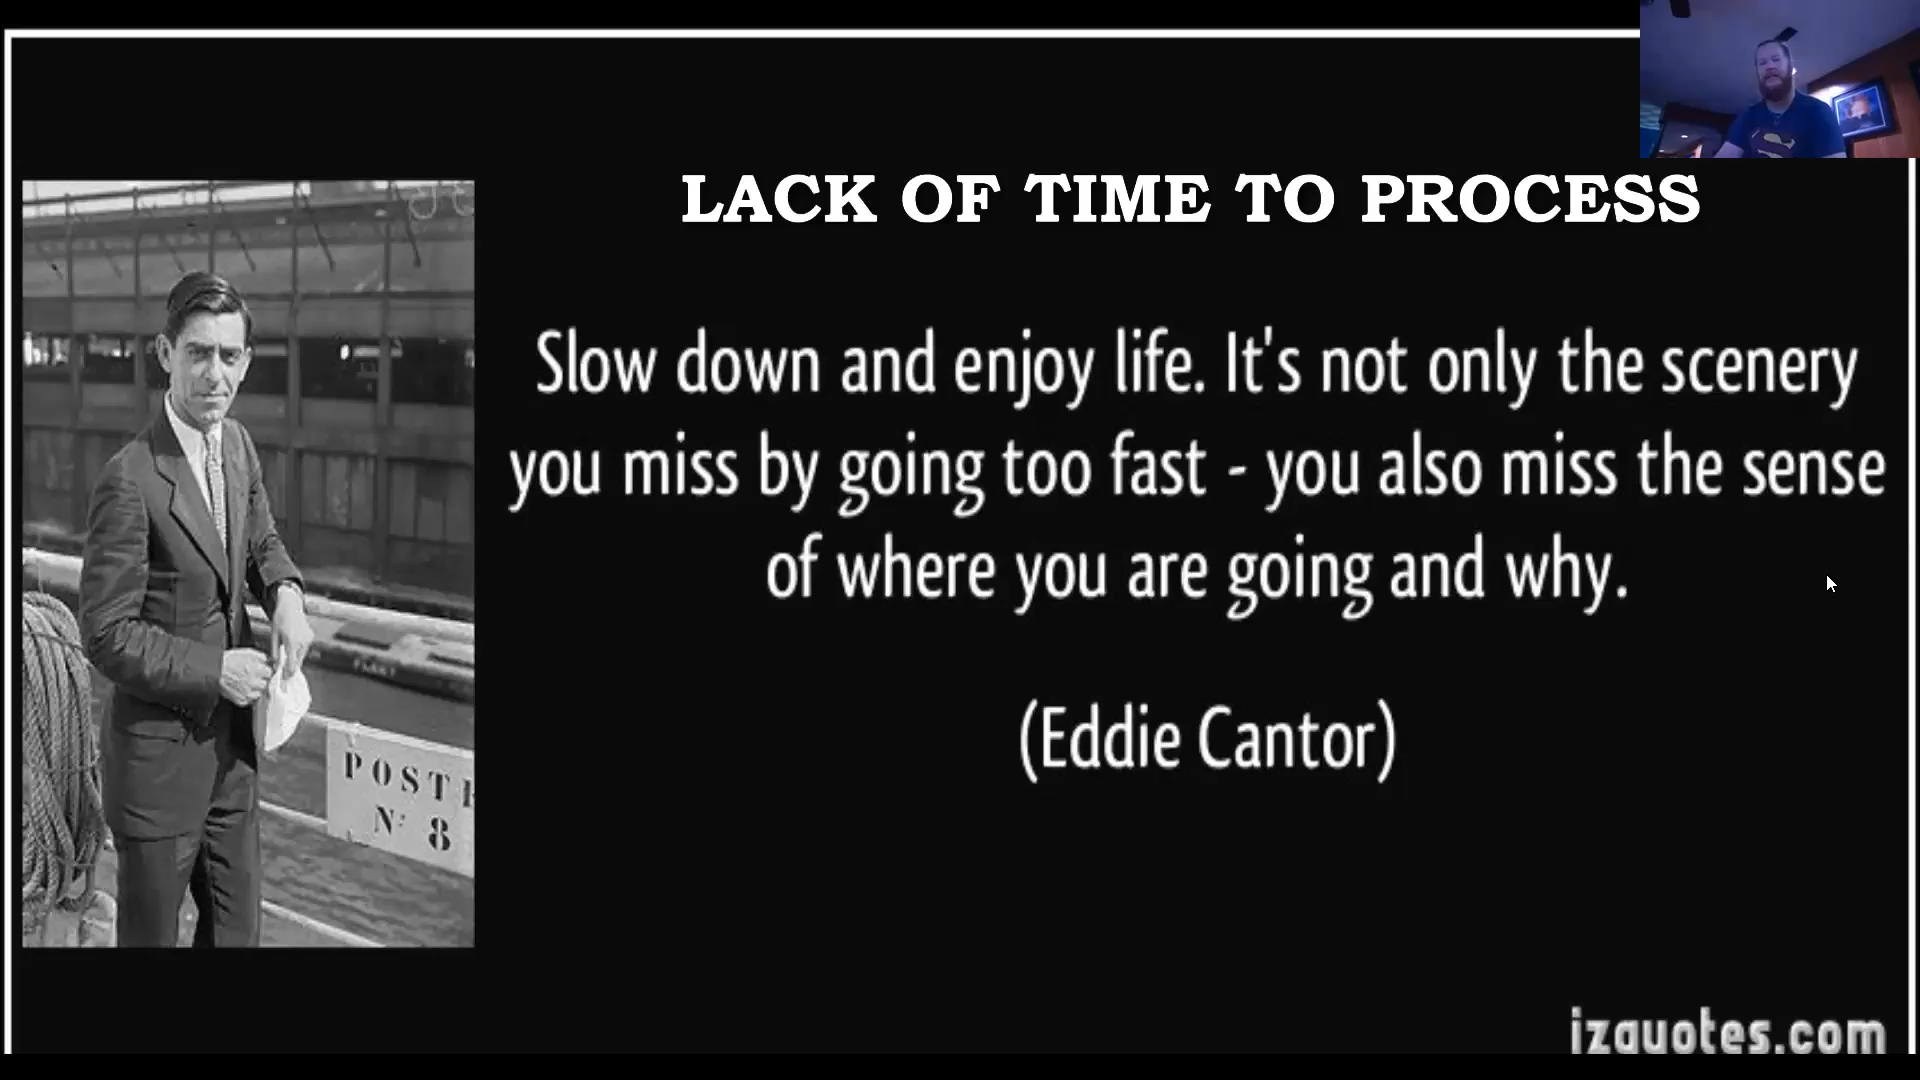 LACK OF TIME TO PROCESS
Slow down and enjoy life. It's not only the scenery
you miss by going too fast - you also miss the sense
of where you are going and why.
(Eddie Cantor)
POSTE
Nº 8
izquotes.com